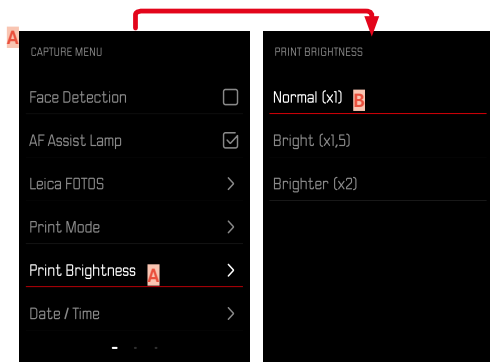 A
CAPTURE MENU
Face Detection
AF Assist Lamp
Leica FOTOS
Print Mode
Print Brightness A
Date / Time
PRINT BRIGHTNESS
Normal (x1) B
Bright (x1,5)
Brighter (x2)